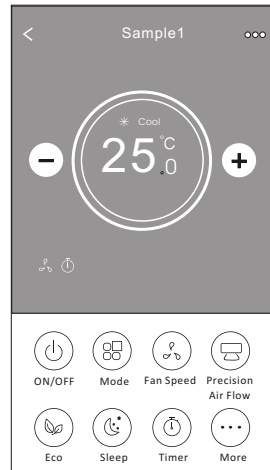 Sample1
Cool
25.0°C
ON/OFF Mode Fan Speed Precision Air Flow
Eco Sleep Timer More